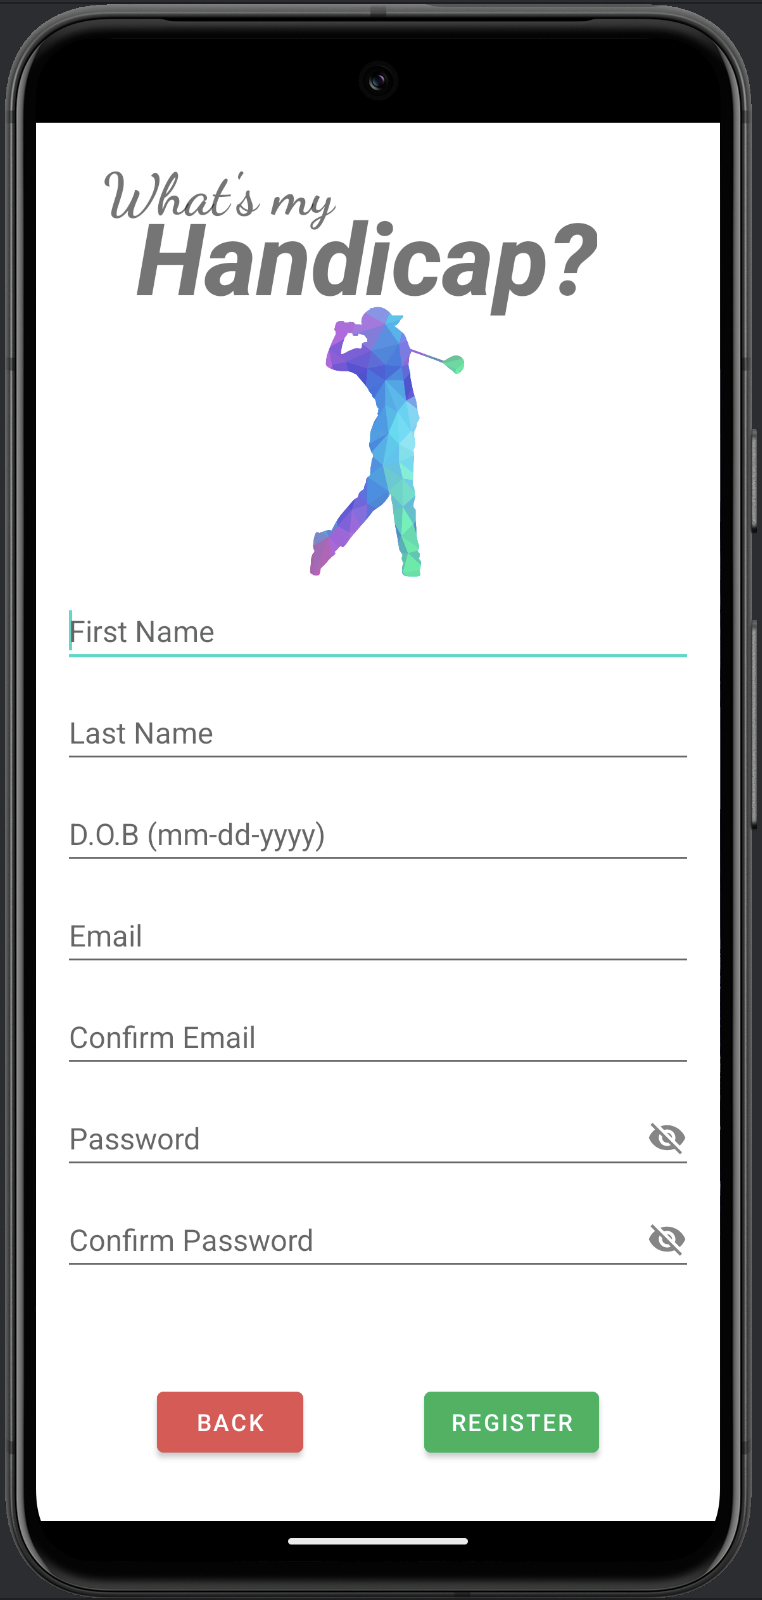 What's my
Handicap?
First Name
Last Name
D.O.B (mm-dd-yyyy)
Email
Confirm Email
Password
Confirm Password
BACK
REGISTER